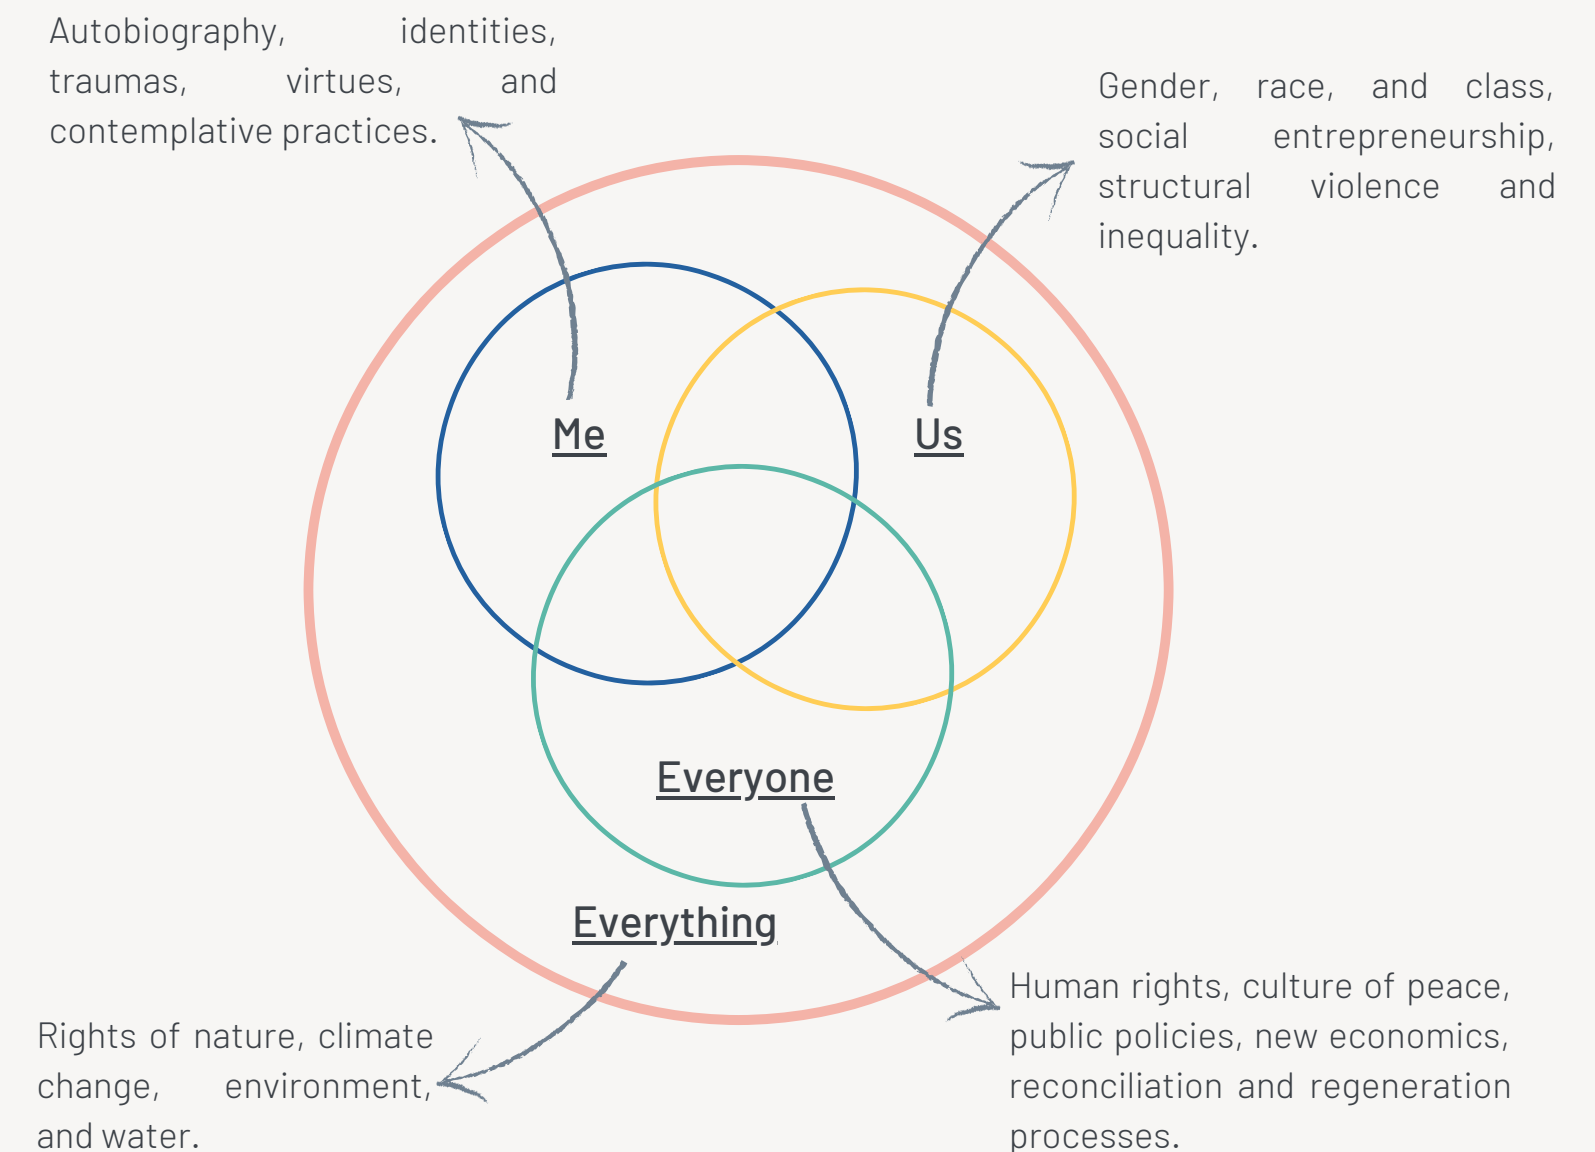 Autobiography, identities,
traumas, virtues, and
contemplative practices.
Gender, race, and class,
social entrepreneurship,
structural violence and
inequality.
Me
Us
Everyone
Everything
Rights of nature, climate
change, environment,
and water.
Human rights, culture of peace,
public policies, new economics,
reconciliation and regeneration
processes.